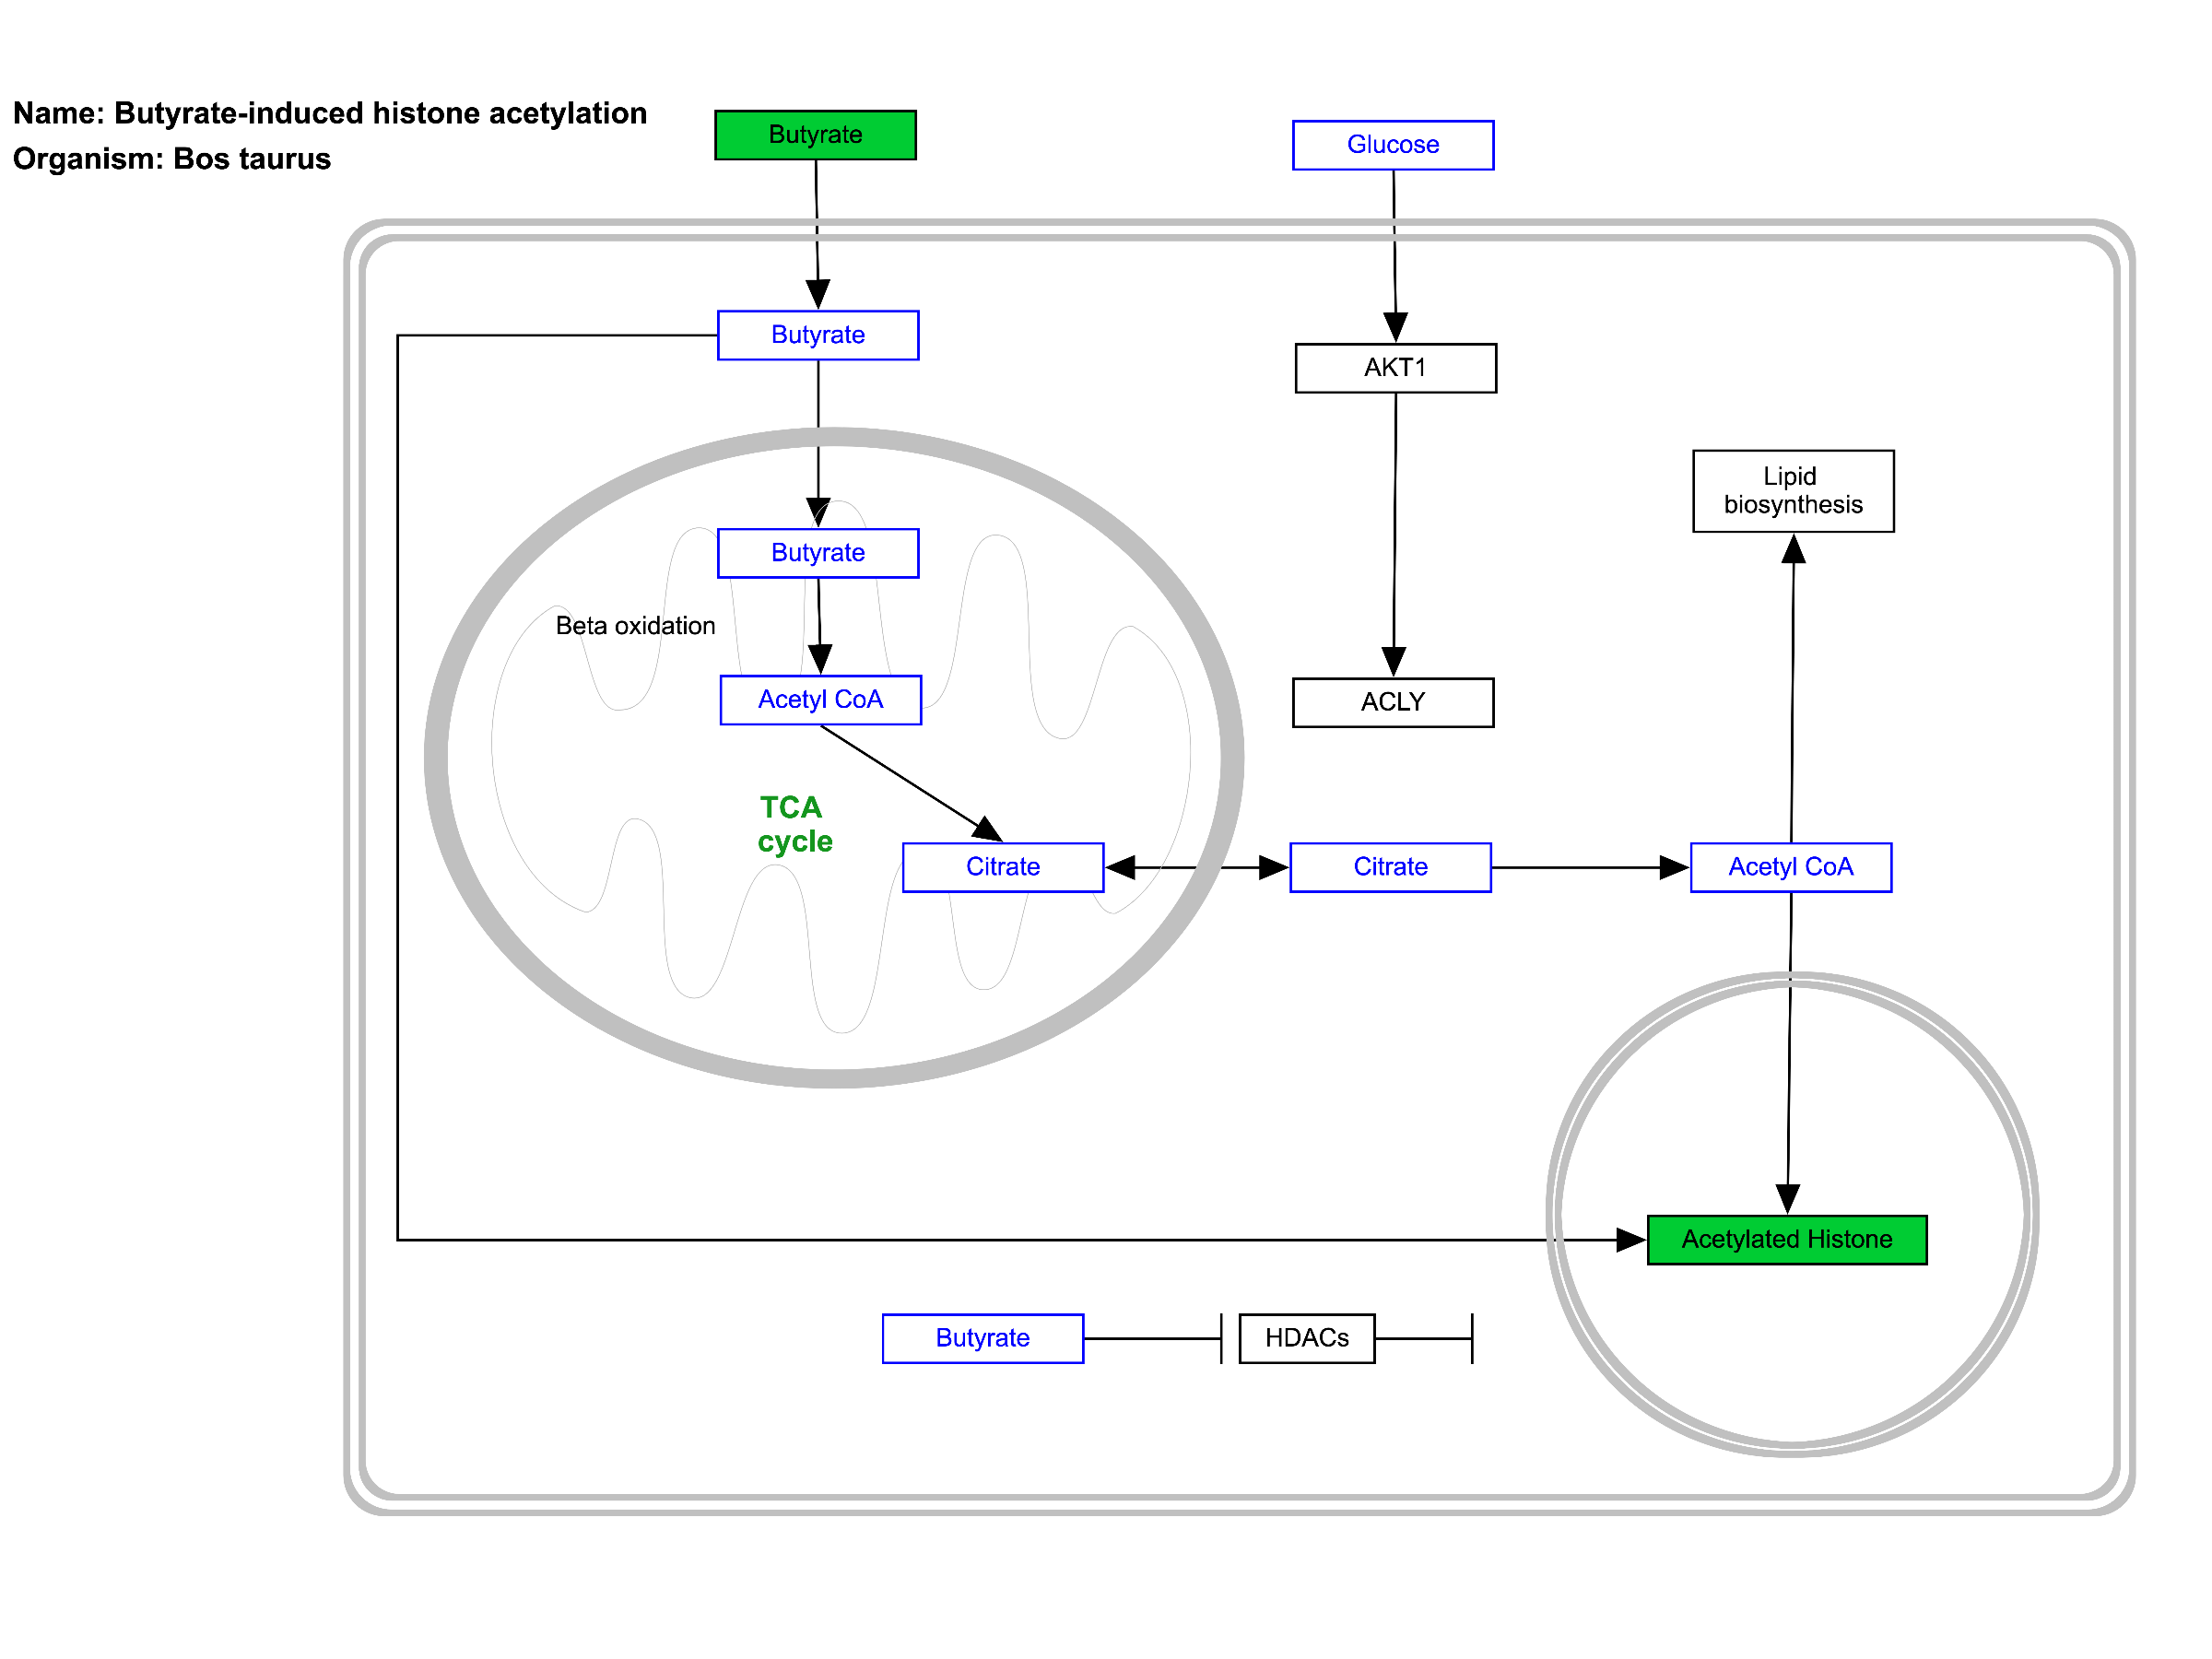 Name: Butyrate-induced histone acetylation
Organism: Bos taurus
Butyrate
Glucose
Butyrate
AKT1
Lipid
biosynthesis
Butyrate
Beta oxidation
Acetyl CoA
ACLY
TCA
cycle
Citrate
Citrate
Acetyl CoA
Acetylated Histone
Butyrate
HDACs